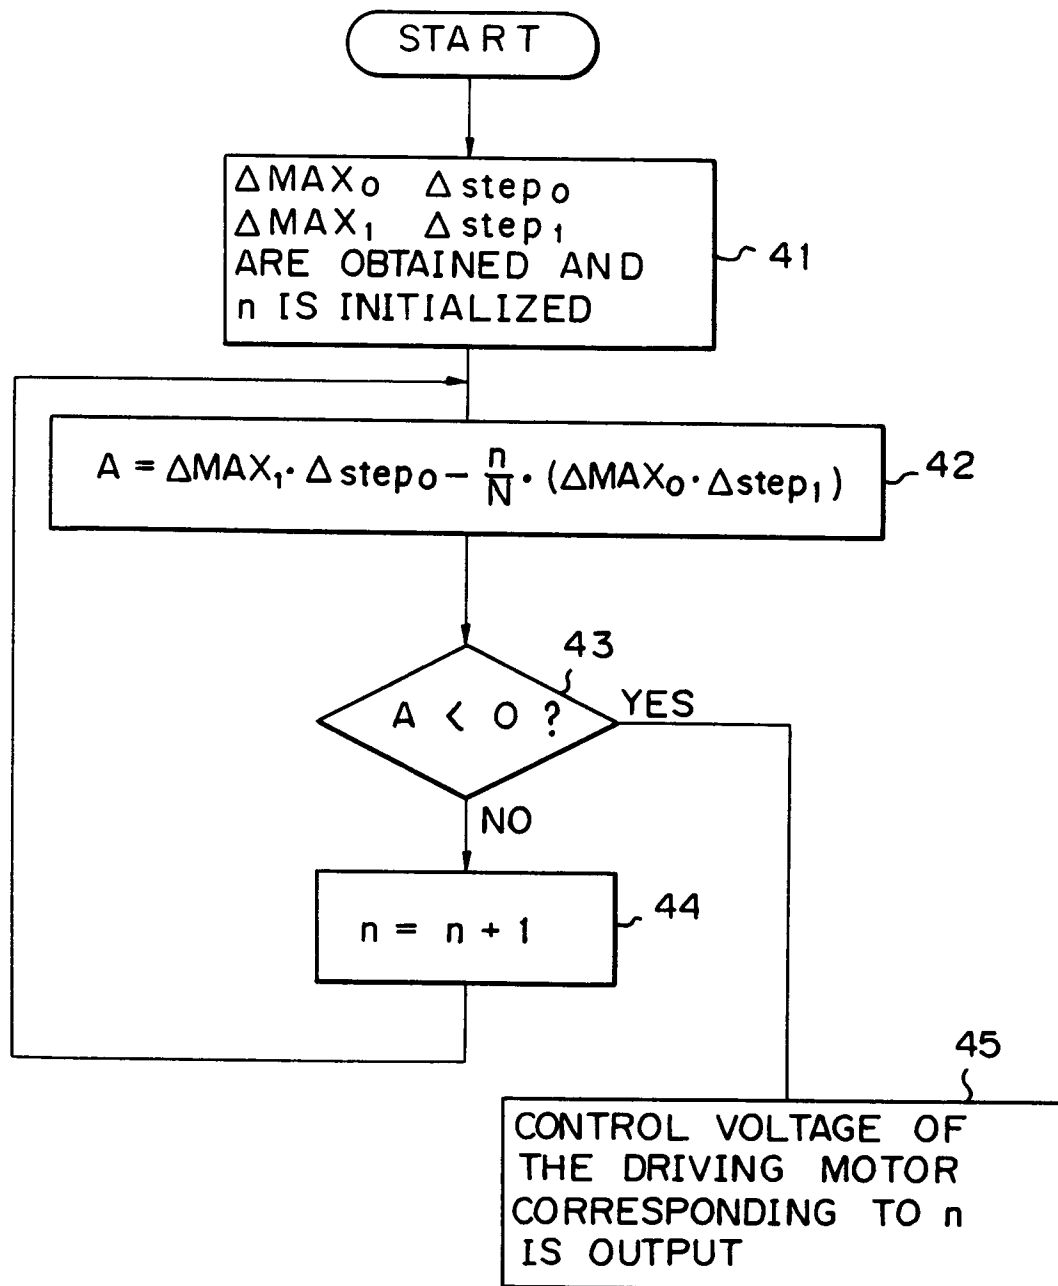 START
ΔMAX₀ Δstep₀
ΔMAX₁ Δstep₁
ARE OBTAINED AND
n IS INITIALIZED
41
A = ΔMAX₁· Δstep₀ − n/N · (ΔMAX₀ · Δstep₁)
42
43
A < 0 ?
YES
NO
n = n + 1
44
45
CONTROL VOLTAGE OF
THE DRIVING MOTOR
CORRESPONDING TO n
IS OUTPUT